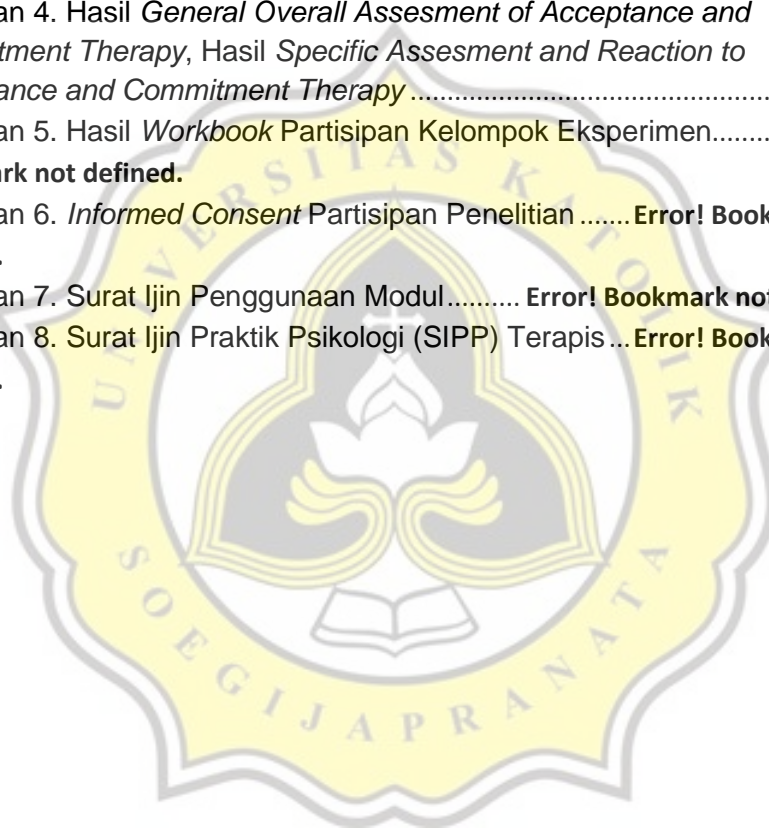 an 4. Hasil General Overall Assesment of Acceptance and
tment Therapy, Hasil Specific Assesment and Reaction to
ance and Commitment Therapy ........................................
an 5. Hasil Workbook Partisipan Kelompok Eksperimen........
rk not defined.
an 6. Informed Consent Partisipan Penelitian .......Error! Book
.
an 7. Surat Ijin Penggunaan Modul.......... Error! Bookmark not
an 8. Surat Ijin Praktik Psikologi (SIPP) Terapis ...Error! Book
.
UNIVERSITAS KATOLIK
SOEGIJAPRANATA